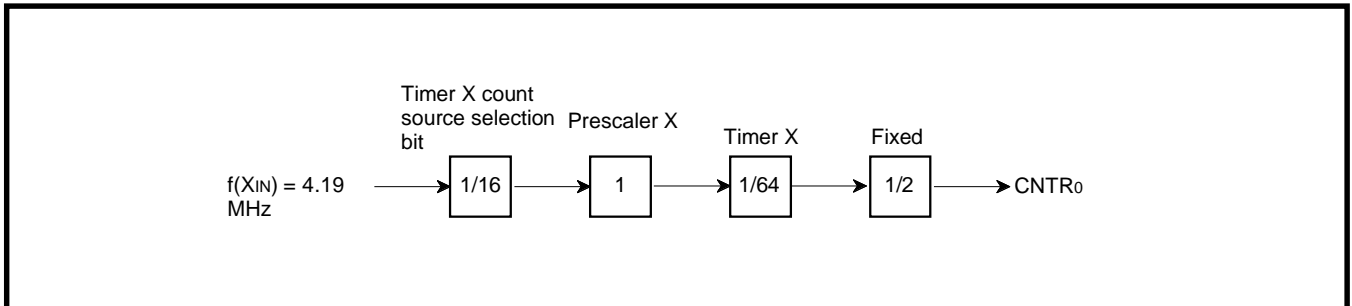 Timer X count
source selection
bit
Prescaler X
Timer X
Fixed
f(XIN) = 4.19
MHz
1/16
1
1/64
1/2
CNTR0